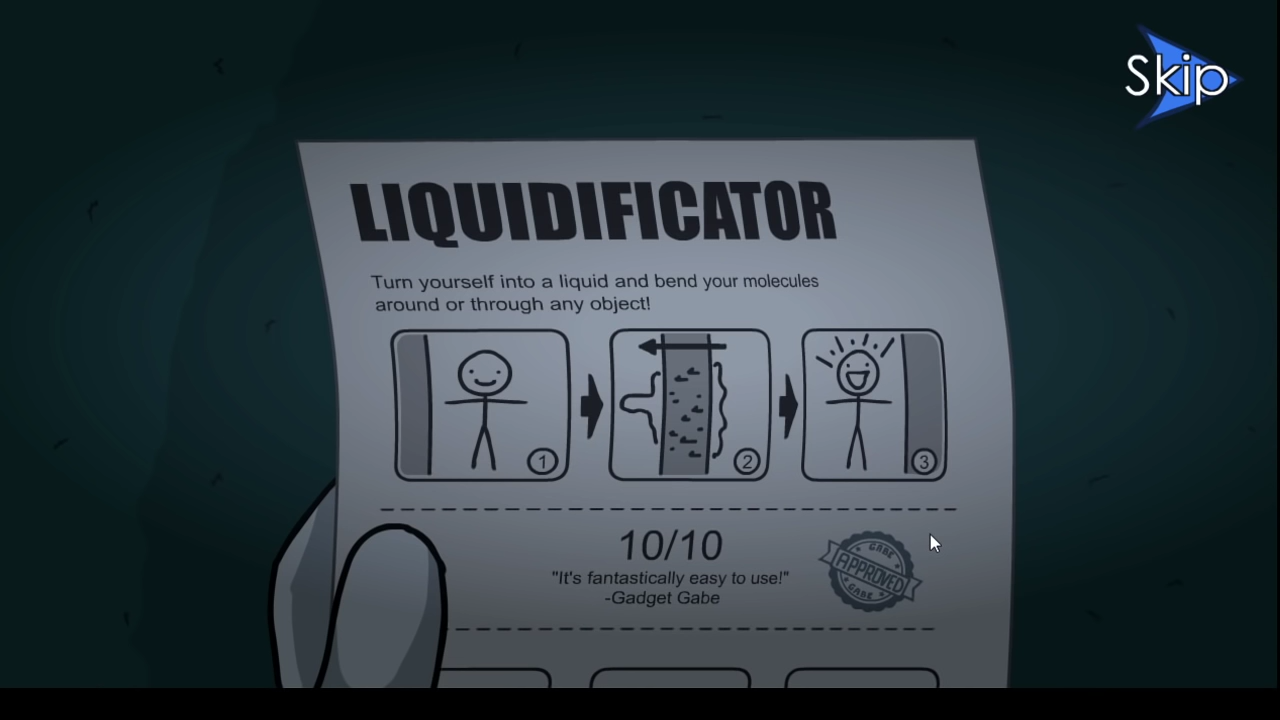 Skip
LIQUIDIFICATOR
Turn yourself into a liquid and bend your molecules
around or through any object!
1
2
3
10/10
"It's fantastically easy to use!"
-Gadget Gabe
GABE
APPROVED
GABE